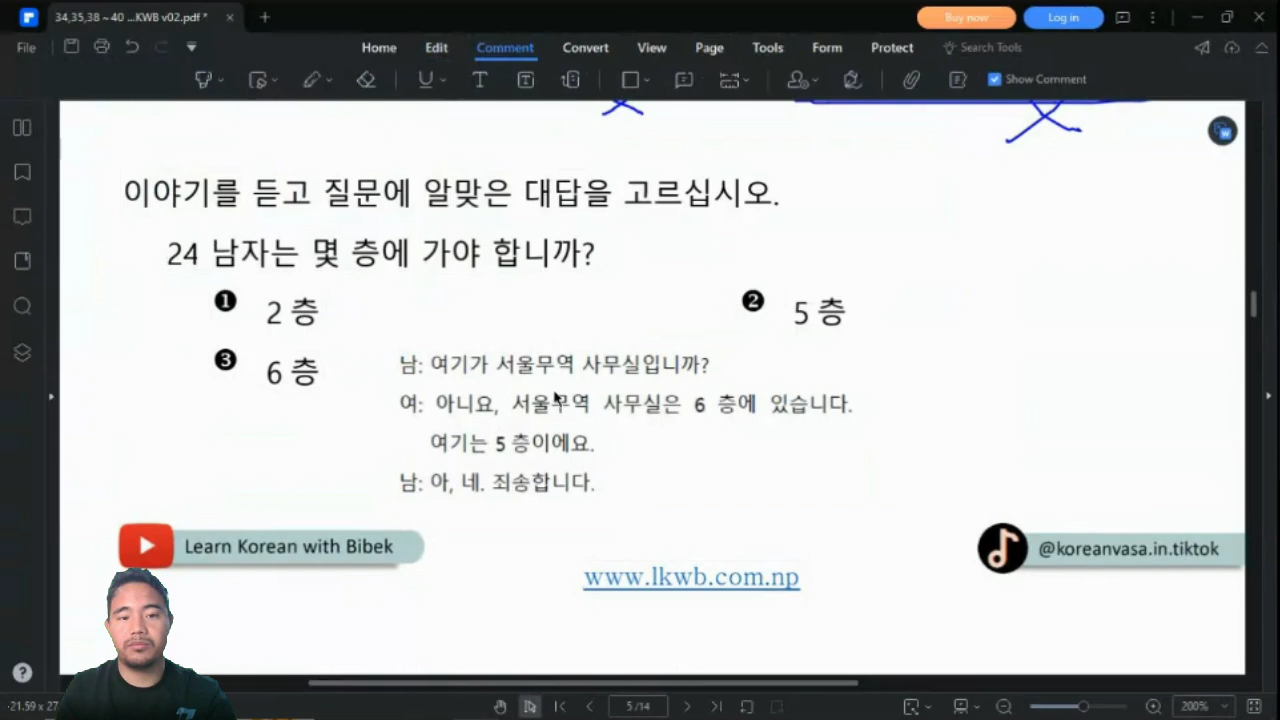 34,35,38 ~ 40 ...KWB v02.pdf *
Buy now
Log in
File
Home
Edit
Comment
Convert
View
Page
Tools
Form
Protect
Search Tools
Show Comment
이야기를 듣고 질문에 알맞은 대답을 고르십시오.
24 남자는 몇 층에 가야 합니까?
❶ 2 층
❷ 5 층
❸ 6 층
남: 여기가 서울무역 사무실입니까?
여: 아니요, 서울무역 사무실은 6 층에 있습니다.
여기는 5 층이에요.
남: 아, 네. 죄송합니다.
Learn Korean with Bibek
@koreanvasa.in.tiktok
www.lkwb.com.np
-21.59 x 27
5 /14
200%